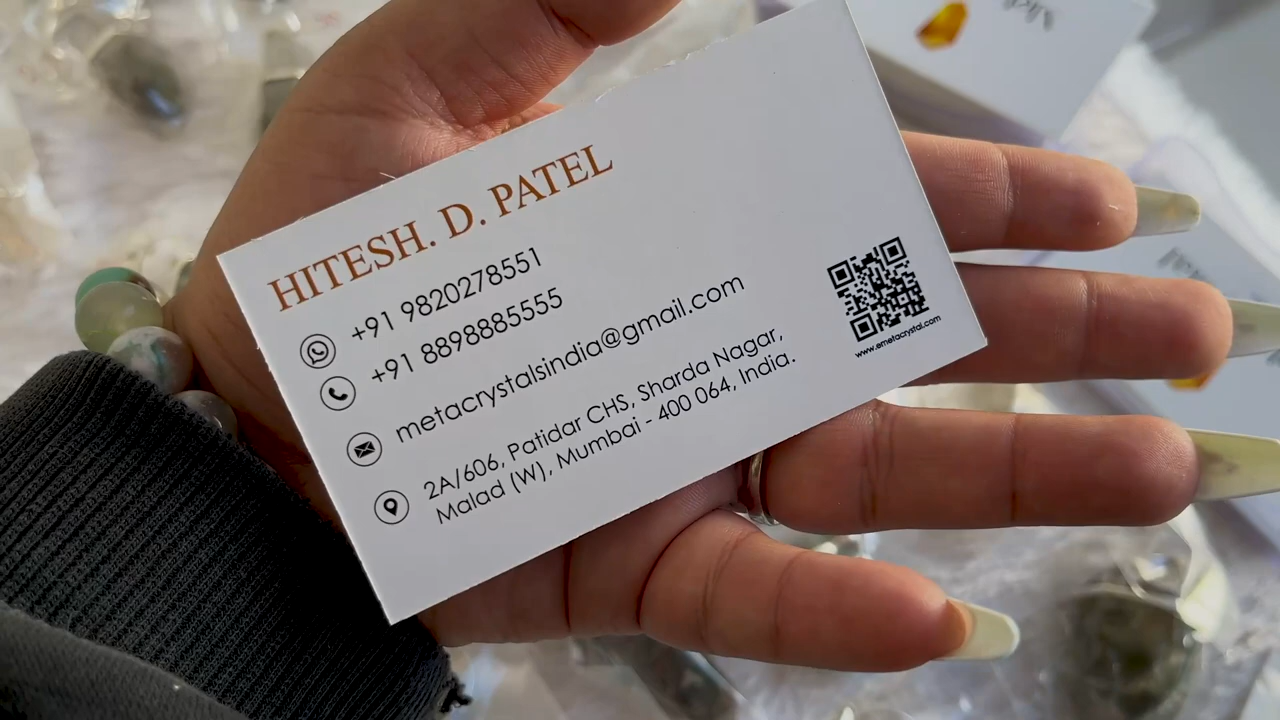 HITESH. D. PATEL
+91 9820278551
+91 8898885555
metacrystalsindia@gmail.com
2A/606, Patidar CHS, Sharda Nagar,
Malad (W), Mumbai - 400 064, India.
www.emetacrystal.com